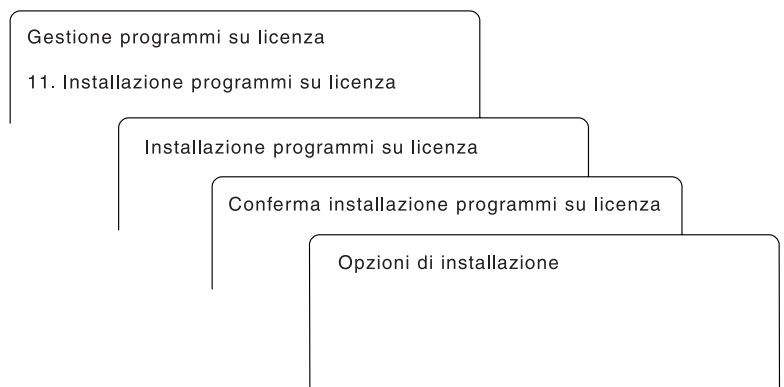 Gestione programmi su licenza
11. Installazione programmi su licenza
Installazione programmi su licenza
Conferma installazione programmi su licenza
Opzioni di installazione